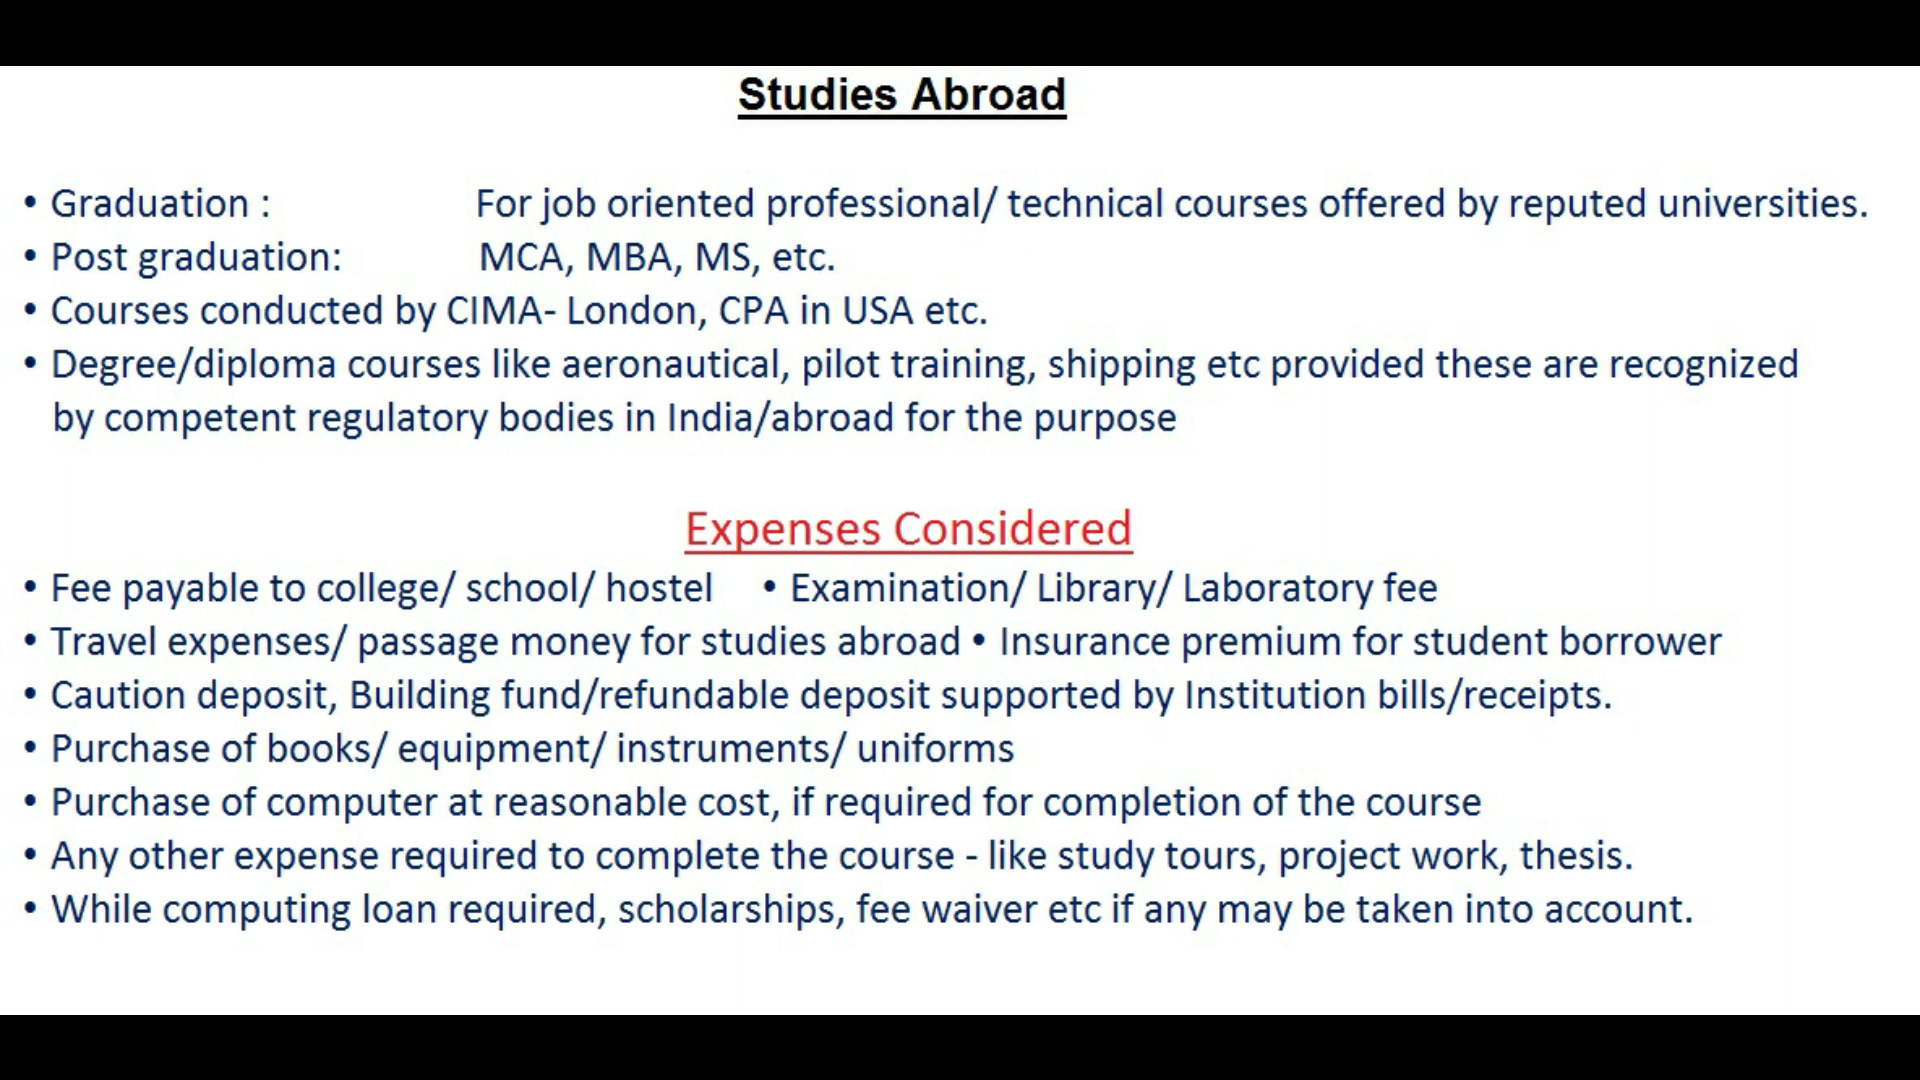 Studies Abroad
• Graduation : For job oriented professional/ technical courses offered by reputed universities.
• Post graduation: MCA, MBA, MS, etc.
• Courses conducted by CIMA- London, CPA in USA etc.
• Degree/diploma courses like aeronautical, pilot training, shipping etc provided these are recognized
by competent regulatory bodies in India/abroad for the purpose
Expenses Considered
• Fee payable to college/ school/ hostel • Examination/ Library/ Laboratory fee
• Travel expenses/ passage money for studies abroad • Insurance premium for student borrower
• Caution deposit, Building fund/refundable deposit supported by Institution bills/receipts.
• Purchase of books/ equipment/ instruments/ uniforms
• Purchase of computer at reasonable cost, if required for completion of the course
• Any other expense required to complete the course - like study tours, project work, thesis.
• While computing loan required, scholarships, fee waiver etc if any may be taken into account.